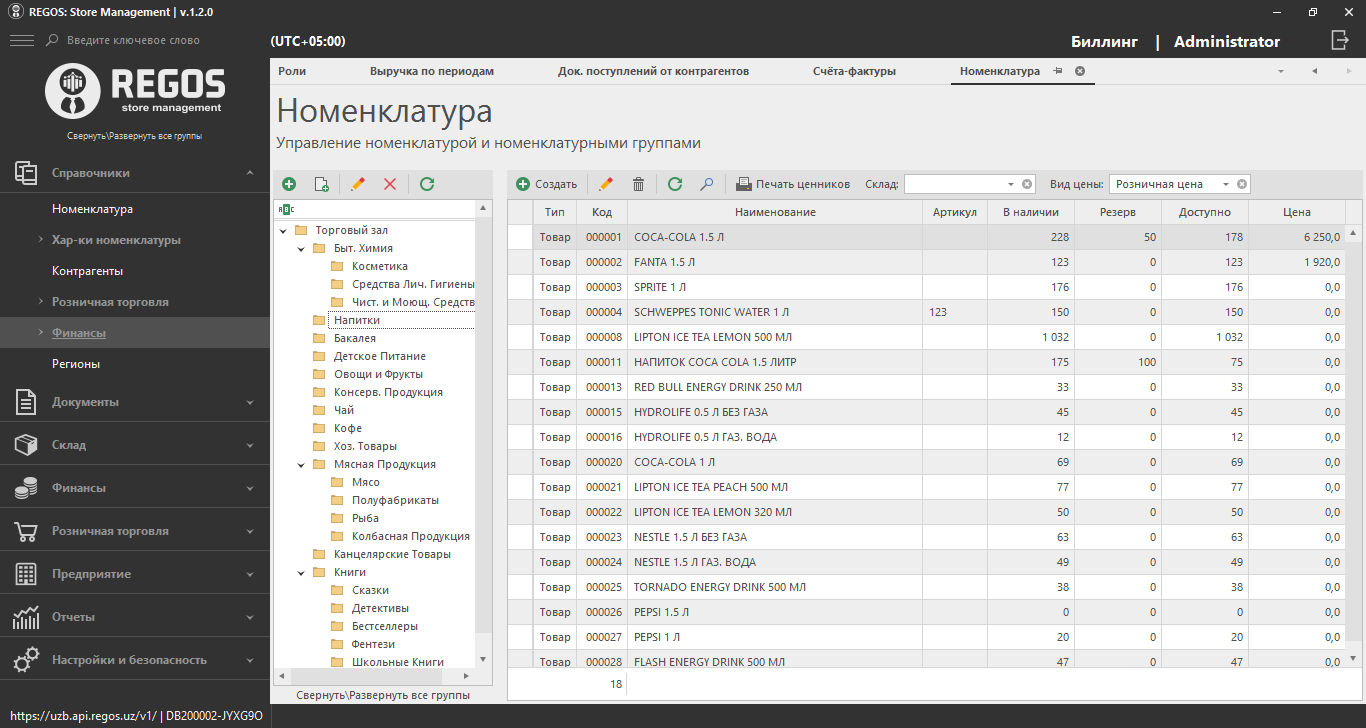 REGOS: Store Management | v.1.2.0
Введите ключевое слово
(UTC+05:00)
Биллинг | Administrator
REGOS
store management
Свернуть\Развернуть все группы
Справочники
Номенклатура
Хар-ки номенклатуры
Контрагенты
Розничная торговля
Финансы
Регионы
Документы
Склад
Финансы
Розничная торговля
Предприятие
Отчеты
Настройки и безопасность
https://uzb.api.regos.uz/v1/ | DB200002-JYXG9O
Роли Выручка по периодам Док. поступлений от контрагентов Счёта-фактуры Номенклатура
Номенклатура
Управление номенклатурой и номенклатурными группами
Торговый зал
Быт. Химия
Косметика
Средства Лич. Гигиены
Чист. и Моющ. Средств
Напитки
Бакалея
Детское Питание
Овощи и Фрукты
Консерв. Продукция
Чай
Кофе
Хоз. Товары
Мясная Продукция
Мясо
Полуфабрикаты
Рыба
Колбасная Продукция
Канцелярские Товары
Книги
Сказки
Детективы
Бестселлеры
Фентези
Школьные Книги
Свернуть\Развернуть все группы
Создать Печать ценников Склад: Вид цены: Розничная цена
Тип Код Наименование Артикул В наличии Резерв Доступно Цена
Товар 000001 COCA-COLA 1.5 Л 228 50 178 6 250,0
Товар 000002 FANTA 1.5 Л 123 0 123 1 920,0
Товар 000003 SPRITE 1 Л 176 0 176 0,0
Товар 000004 SCHWEPPES TONIC WATER 1 Л 123 150 0 150 0,0
Товар 000008 LIPTON ICE TEA LEMON 500 МЛ 1 032 0 1 032 0,0
Товар 000011 НАПИТОК COCA COLA 1.5 ЛИТР 175 100 75 0,0
Товар 000013 RED BULL ENERGY DRINK 250 МЛ 33 0 33 0,0
Товар 000015 HYDROLIFE 0.5 Л БЕЗ ГАЗА 45 0 45 0,0
Товар 000016 HYDROLIFE 0.5 Л ГАЗ. ВОДА 12 0 12 0,0
Товар 000020 COCA-COLA 1 Л 69 0 69 0,0
Товар 000021 LIPTON ICE TEA PEACH 500 МЛ 77 0 77 0,0
Товар 000022 LIPTON ICE TEA LEMON 320 МЛ 50 0 50 0,0
Товар 000023 NESTLE 1.5 Л БЕЗ ГАЗА 63 0 63 0,0
Товар 000024 NESTLE 1.5 Л ГАЗ. ВОДА 49 0 49 0,0
Товар 000025 TORNADO ENERGY DRINK 500 МЛ 38 0 38 0,0
Товар 000026 PEPSI 1.5 Л 0 0 0 0,0
Товар 000027 PEPSI 1 Л 20 0 20 0,0
Товар 000028 FLASH ENERGY DRINK 500 МЛ 47 0 47 0,0
18